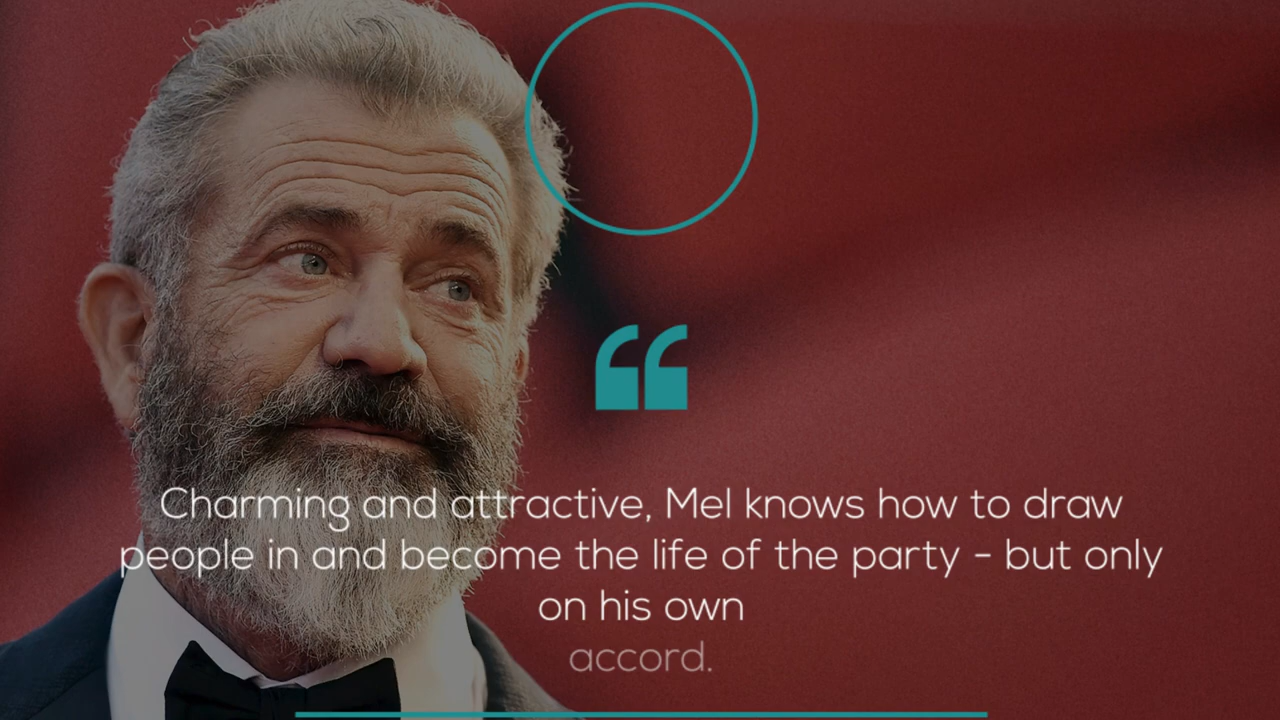 Charming and attractive, Mel knows how to draw
people in and become the life of the party - but only
on his own
accord.